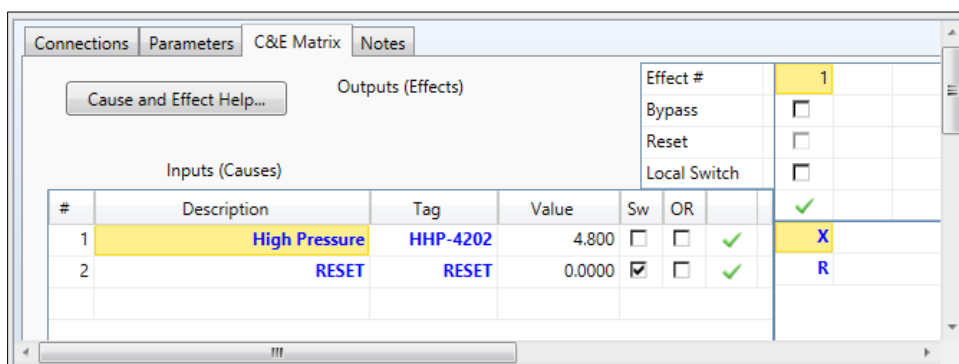 Connections Parameters C&E Matrix Notes
Cause and Effect Help...
Outputs (Effects)
Effect # 1
Bypass
Reset
Local Switch
Inputs (Causes)
# Description Tag Value Sw OR
1 High Pressure HHP-4202 4.800 X
2 RESET RESET 0.0000 R